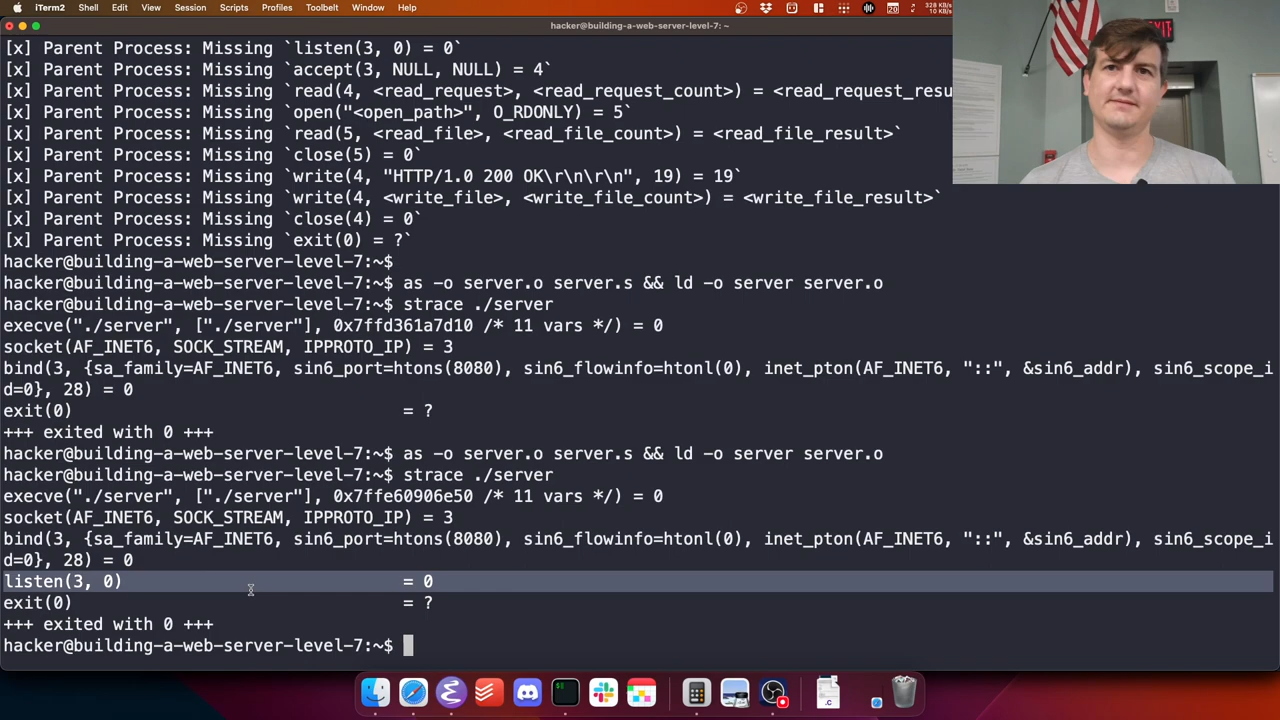 iTerm2 Shell Edit View Session Scripts Profiles Toolbelt Window Help
328 KB/s
10 KB/s
hacker@building-a-web-server-level-7: ~
[x] Parent Process: Missing `listen(3, 0) = 0`
[x] Parent Process: Missing `accept(3, NULL, NULL) = 4`
[x] Parent Process: Missing `read(4, <read_request>, <read_request_count>) = <read_request_resu
[x] Parent Process: Missing `open("<open_path>", O_RDONLY) = 5`
[x] Parent Process: Missing `read(5, <read_file>, <read_file_count>) = <read_file_result>`
[x] Parent Process: Missing `close(5) = 0`
[x] Parent Process: Missing `write(4, "HTTP/1.0 200 OK\r\n\r\n", 19) = 19`
[x] Parent Process: Missing `write(4, <write_file>, <write_file_count>) = <write_file_result>`
[x] Parent Process: Missing `close(4) = 0`
[x] Parent Process: Missing `exit(0) = ?`
hacker@building-a-web-server-level-7:~$
hacker@building-a-web-server-level-7:~$ as -o server.o server.s && ld -o server server.o
hacker@building-a-web-server-level-7:~$ strace ./server
execve("./server", ["./server"], 0x7ffd361a7d10 /* 11 vars */) = 0
socket(AF_INET6, SOCK_STREAM, IPPROTO_IP) = 3
bind(3, {sa_family=AF_INET6, sin6_port=htons(8080), sin6_flowinfo=htonl(0), inet_pton(AF_INET6, "::", &sin6_addr), sin6_scope_i
d=0}, 28) = 0
exit(0) = ?
+++ exited with 0 +++
hacker@building-a-web-server-level-7:~$ as -o server.o server.s && ld -o server server.o
hacker@building-a-web-server-level-7:~$ strace ./server
execve("./server", ["./server"], 0x7ffe60906e50 /* 11 vars */) = 0
socket(AF_INET6, SOCK_STREAM, IPPROTO_IP) = 3
bind(3, {sa_family=AF_INET6, sin6_port=htons(8080), sin6_flowinfo=htonl(0), inet_pton(AF_INET6, "::", &sin6_addr), sin6_scope_i
d=0}, 28) = 0
listen(3, 0) = 0
exit(0) = ?
+++ exited with 0 +++
hacker@building-a-web-server-level-7:~$
EXIT